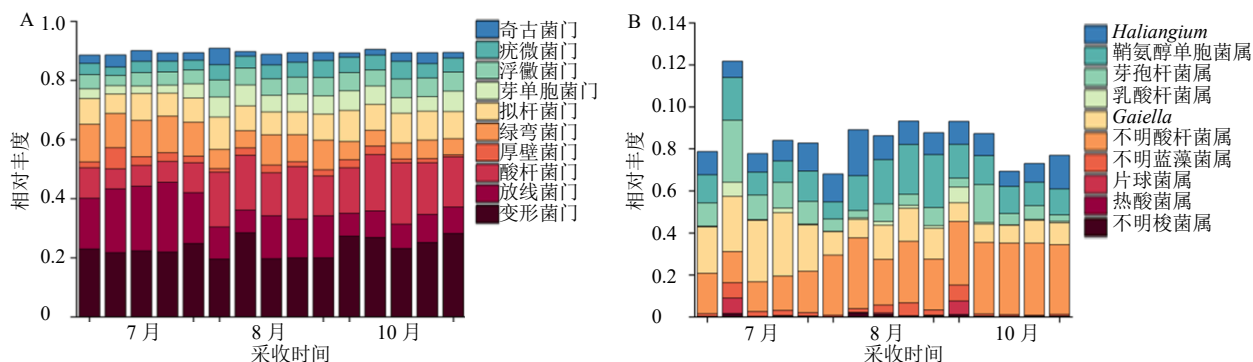 A
1.0
0.8
0.6
0.4
0.2
0
相对丰度
7 月
8 月
10 月
采收时间
奇古菌门
疣微菌门
浮黴菌门
芽单胞菌门
拟杆菌门
绿弯菌门
厚壁菌门
酸杆菌门
放线菌门
变形菌门
B
0.14
0.12
0.10
0.8
0.6
0.4
0.2
0
相对丰度
7 月
8 月
10 月
采收时间
Haliangium
鞘氨醇单胞菌属
芽孢杆菌属
乳酸杆菌属
Gaiella
不明酸杆菌属
不明蓝藻菌属
片球菌属
热酸菌属
不明梭菌属